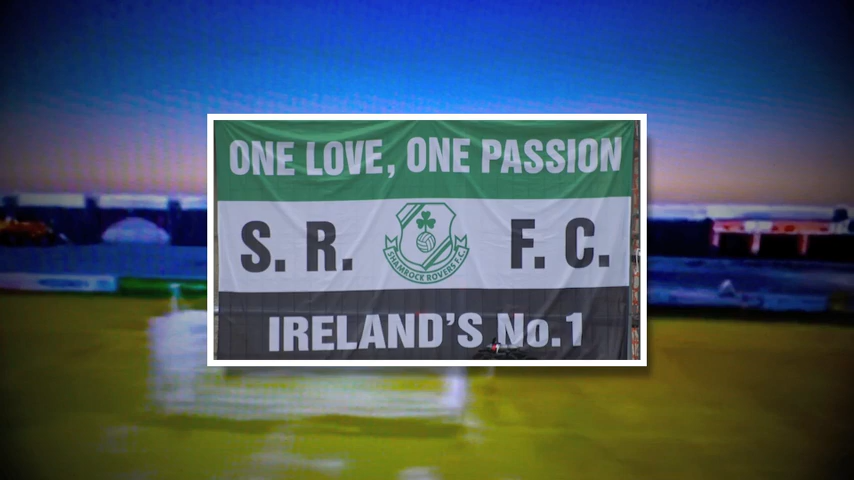 ONE LOVE, ONE PASSION
S. R. F. C.
SHAMROCK ROVERS F.C.
IRELAND'S No.1